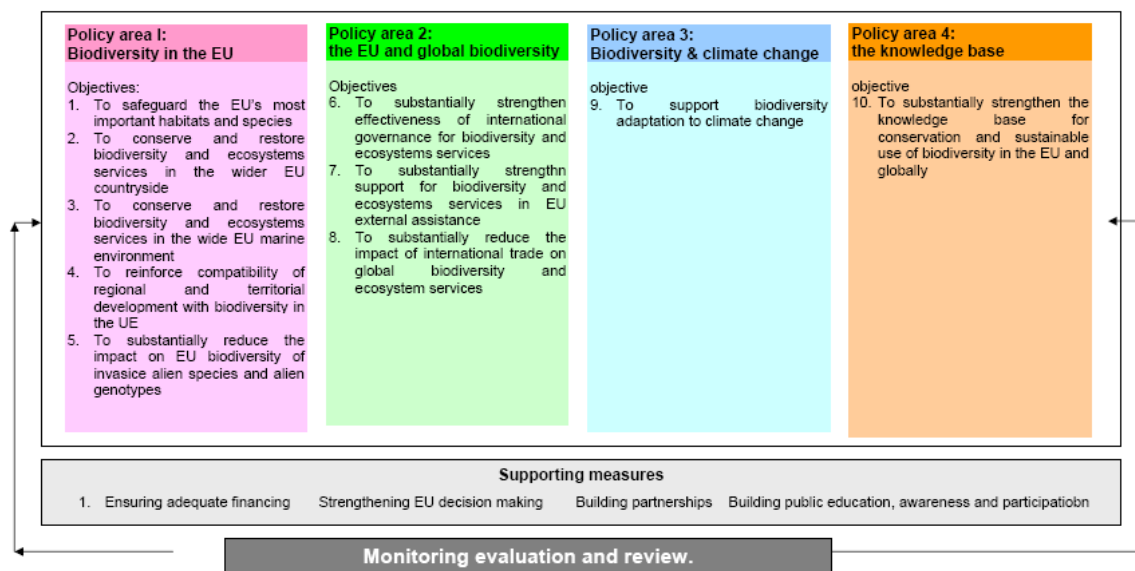 Policy area I:
Biodiversity in the EU
Objectives:
1. To safeguard the EU's most
important habitats and species
2. To conserve and restore
biodiversity and ecosystems
services in the wider EU
countryside
3. To conserve and restore
biodiversity and ecosystems
services in the wide EU marine
environment
4. To reinforce compatibility of
regional and territorial
development with biodiversity in
the UE
5. To substantially reduce the
impact on EU biodiversity of
invasice alien species and alien
genotypes
Policy area 2:
the EU and global biodiversity
Objectives
6. To substantially strengthen
effectiveness of international
governance for biodiversity and
ecosystems services
7. To substantially strengthn
support for biodiversity and
ecosystems services in EU
external assistance
8. To substantially reduce the
impact of international trade on
global biodiversity and
ecosystem services
Policy area 3:
Biodiversity & climate change
objective
9. To support biodiversity
adaptation to climate change
Policy area 4:
the knowledge base
objective
10. To substantially strengthen the
knowledge base for
conservation and sustainable
use of biodiversity in the EU and
globally
Supporting measures
1. Ensuring adequate financing Strengthening EU decision making Building partnerships Building public education, awareness and participatiobn
Monitoring evaluation and review.